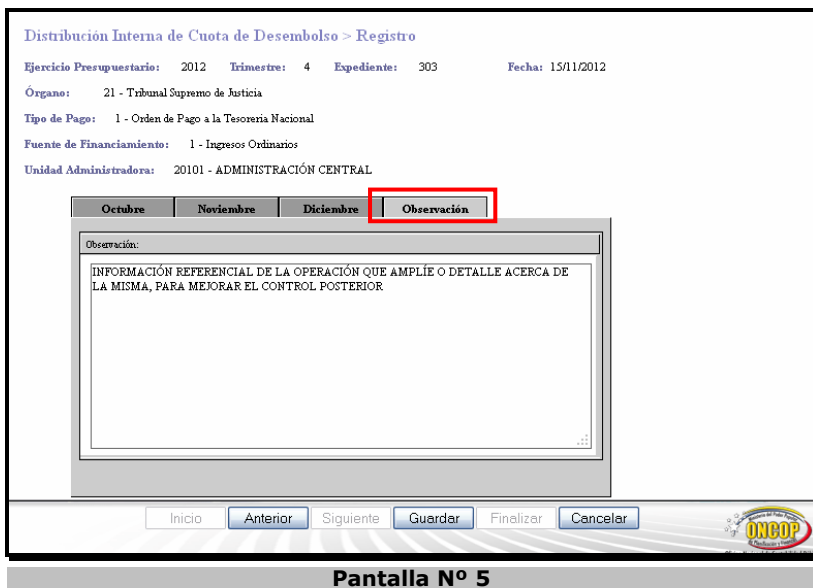 Distribución Interna de Cuota de Desembolso > Registro
Ejercicio Presupuestario: 2012 Trimestre: 4 Expediente: 303 Fecha: 15/11/2012
Órgano: 21 - Tribunal Supremo de Justicia
Tipo de Pago: 1 - Orden de Pago a la Tesoreria Nacional
Fuente de Financiamiento: 1 - Ingresos Ordinarios
Unidad Administradora: 20101 - ADMINISTRACIÓN CENTRAL
Octubre Noviembre Diciembre Observación
Observación:
INFORMACIÓN REFERENCIAL DE LA OPERACIÓN QUE AMPLÍE O DETALLE ACERCA DE
LA MISMA, PARA MEJORAR EL CONTROL POSTERIOR
Inicio Anterior Siguiente Guardar Finalizar Cancelar
ONCOP
Pantalla Nº 5